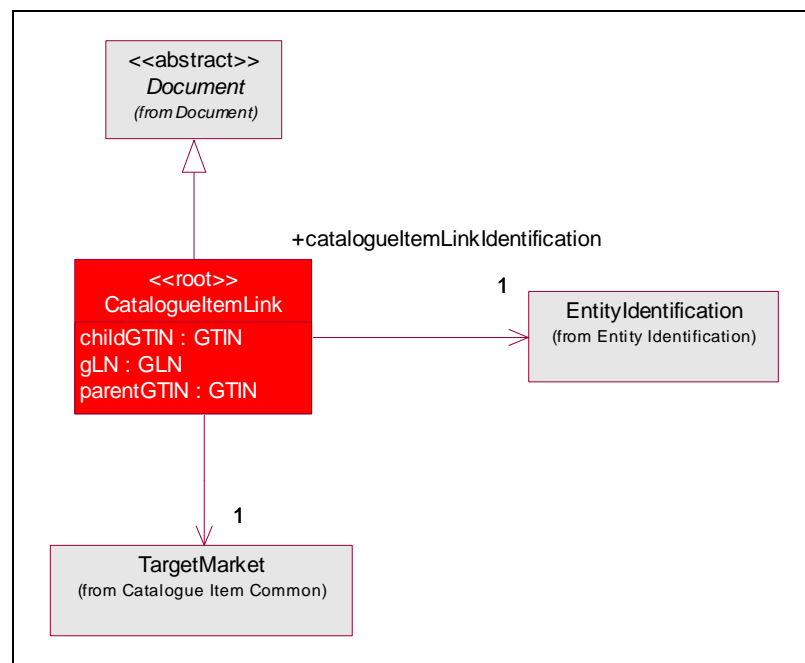 <<abstract>>
Document
(from Document)
+catalogueItemLinkIdentification
<<root>>
CatalogueItemLink
childGTIN : GTIN
gLN : GLN
parentGTIN : GTIN
1
EntityIdentification
(from Entity Identification)
1
TargetMarket
(from Catalogue Item Common)